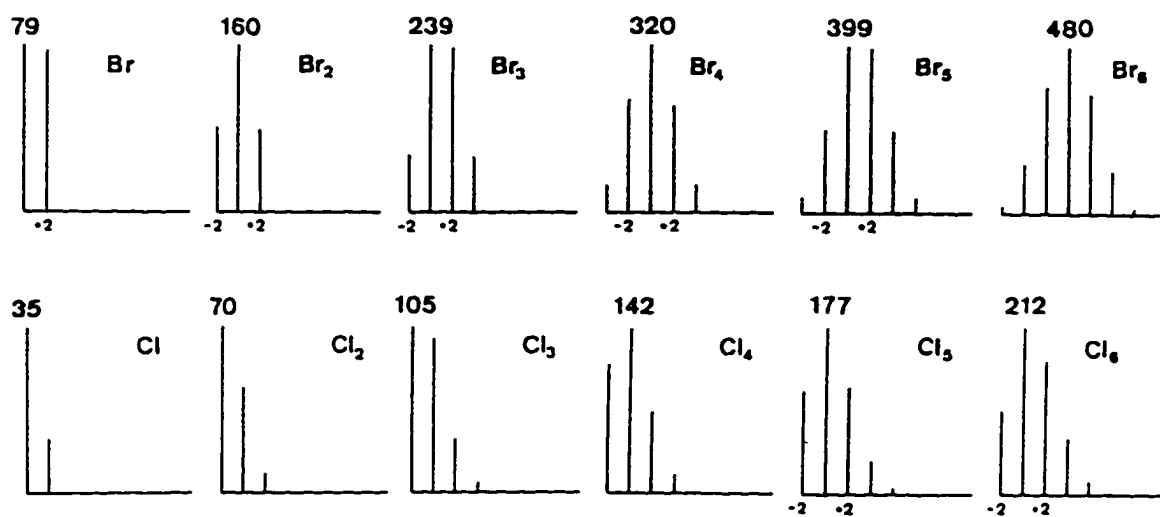 79 160 239 320 399 480
Br Br₂ Br₃ Br₄ Br₅ Br₆
•2 -2 •2 -2 •2 -2 •2 -2 •2
35 70 105 142 177 212
Cl Cl₂ Cl₃ Cl₄ Cl₅ Cl₆
-2 •2 -2 •2